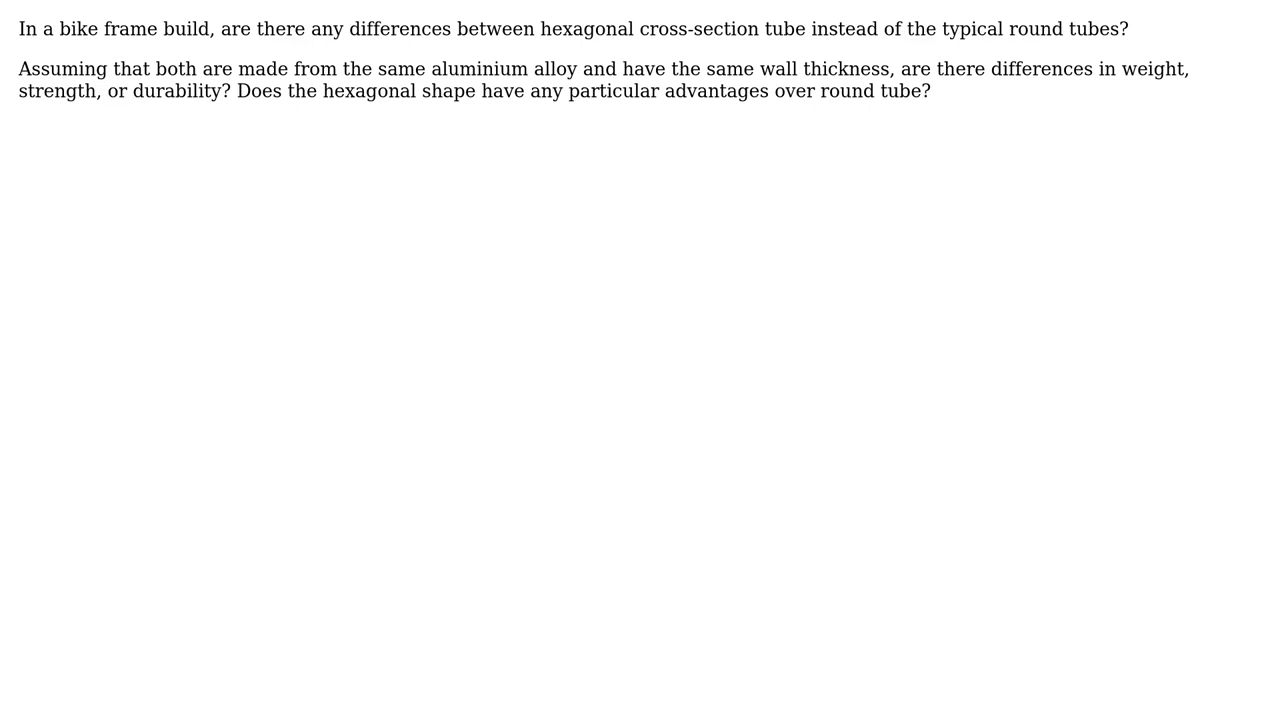 In a bike frame build, are there any differences between hexagonal cross-section tube instead of the typical round tubes?
Assuming that both are made from the same aluminium alloy and have the same wall thickness, are there differences in weight,
strength, or durability? Does the hexagonal shape have any particular advantages over round tube?